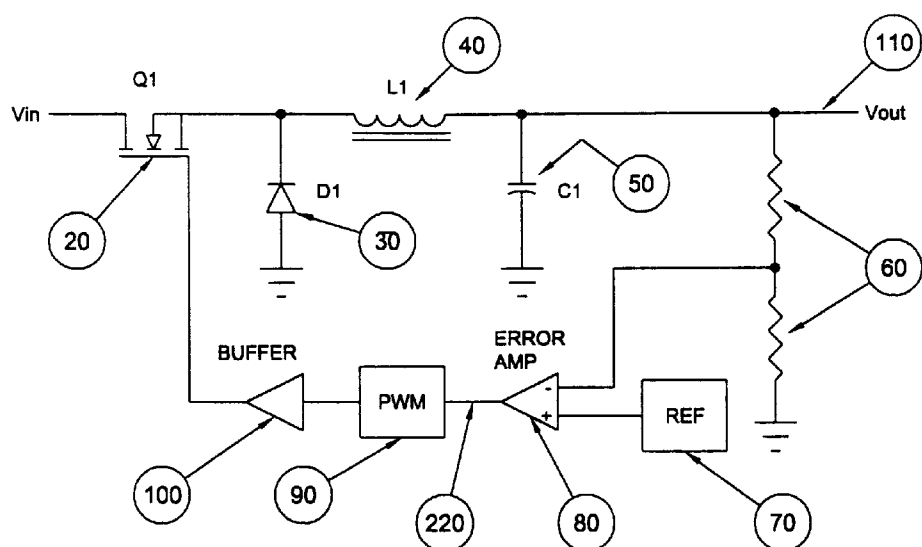 40
110
Q1
L1
Vin
Vout
20
D1
30
C1
50
60
BUFFER
ERROR
AMP
-
+
PWM
REF
100
90
220
80
70